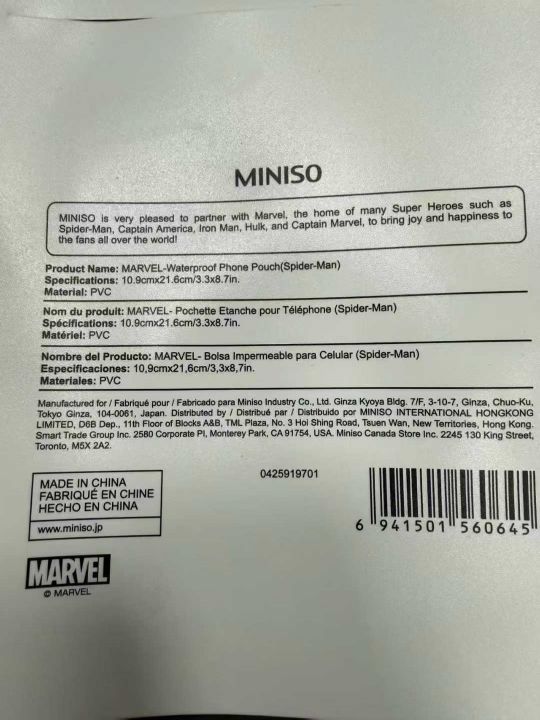 MINISO
MINISO is very pleased to partner with Marvel, the home of many Super Heroes such as
Spider-Man, Captain America, Iron Man, Hulk, and Captain Marvel, to bring joy and happiness to
the fans all over the world!
Product Name: MARVEL-Waterproof Phone Pouch(Spider-Man)
Specifications: 10.9cmx21.6cm/3.3x8.7in.
Material: PVC
Nom du produit: MARVEL- Pochette Etanche pour Téléphone (Spider-Man)
Spécifications: 10.9cmx21.6cm/3.3x8.7in.
Matériel: PVC
Nombre del Producto: MARVEL- Bolsa Impermeable para Celular (Spider-Man)
Especificaciones: 10,9cmx21,6cm/3,3x8,7in.
Materiales: PVC
Manufactured for / Fabriqué pour / Fabricado para Miniso Industry Co., Ltd. Ginza Kyoya Bldg. 7/F, 3-10-7, Ginza, Chuo-Ku,
Tokyo Ginza, 104-0061, Japan. Distributed by / Distribué par / Distribuido por MINISO INTERNATIONAL HONGKONG
LIMITED, D6B Dep., 11th Floor of Blocks A&B, TML Plaza, No. 3 Hoi Shing Road, Tsuen Wan, New Territories, Hong Kong.
Smart Trade Group Inc. 2580 Corporate Pl, Monterey Park, CA 91754, USA. Miniso Canada Store Inc. 2245 130 King Street,
Toronto, M5X 2A2.
MADE IN CHINA
FABRIQUÉ EN CHINE
HECHO EN CHINA
www.miniso.jp
0425919701
6 941501 560645
MARVEL
© MARVEL